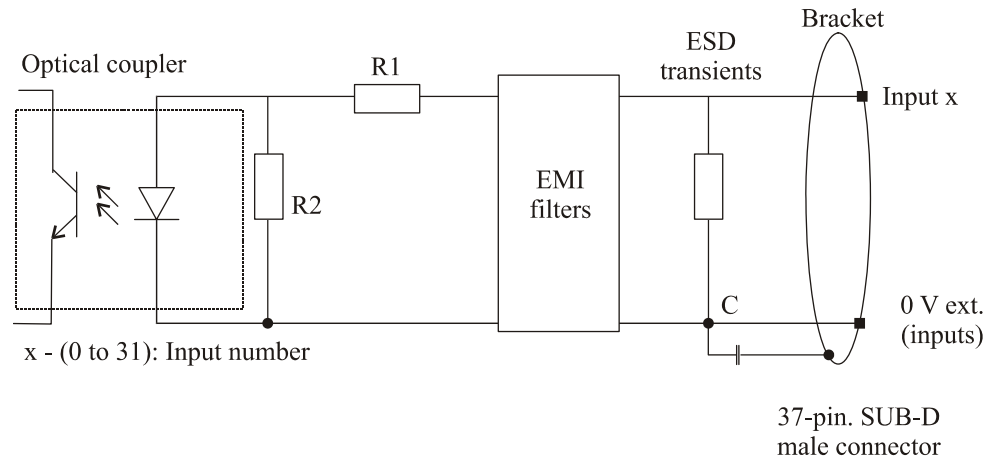 Bracket
Optical coupler
R1
ESD
transients
Input x
EMI
filters
R2
C
0 V ext.
(inputs)
x - (0 to 31): Input number
37-pin. SUB-D
male connector